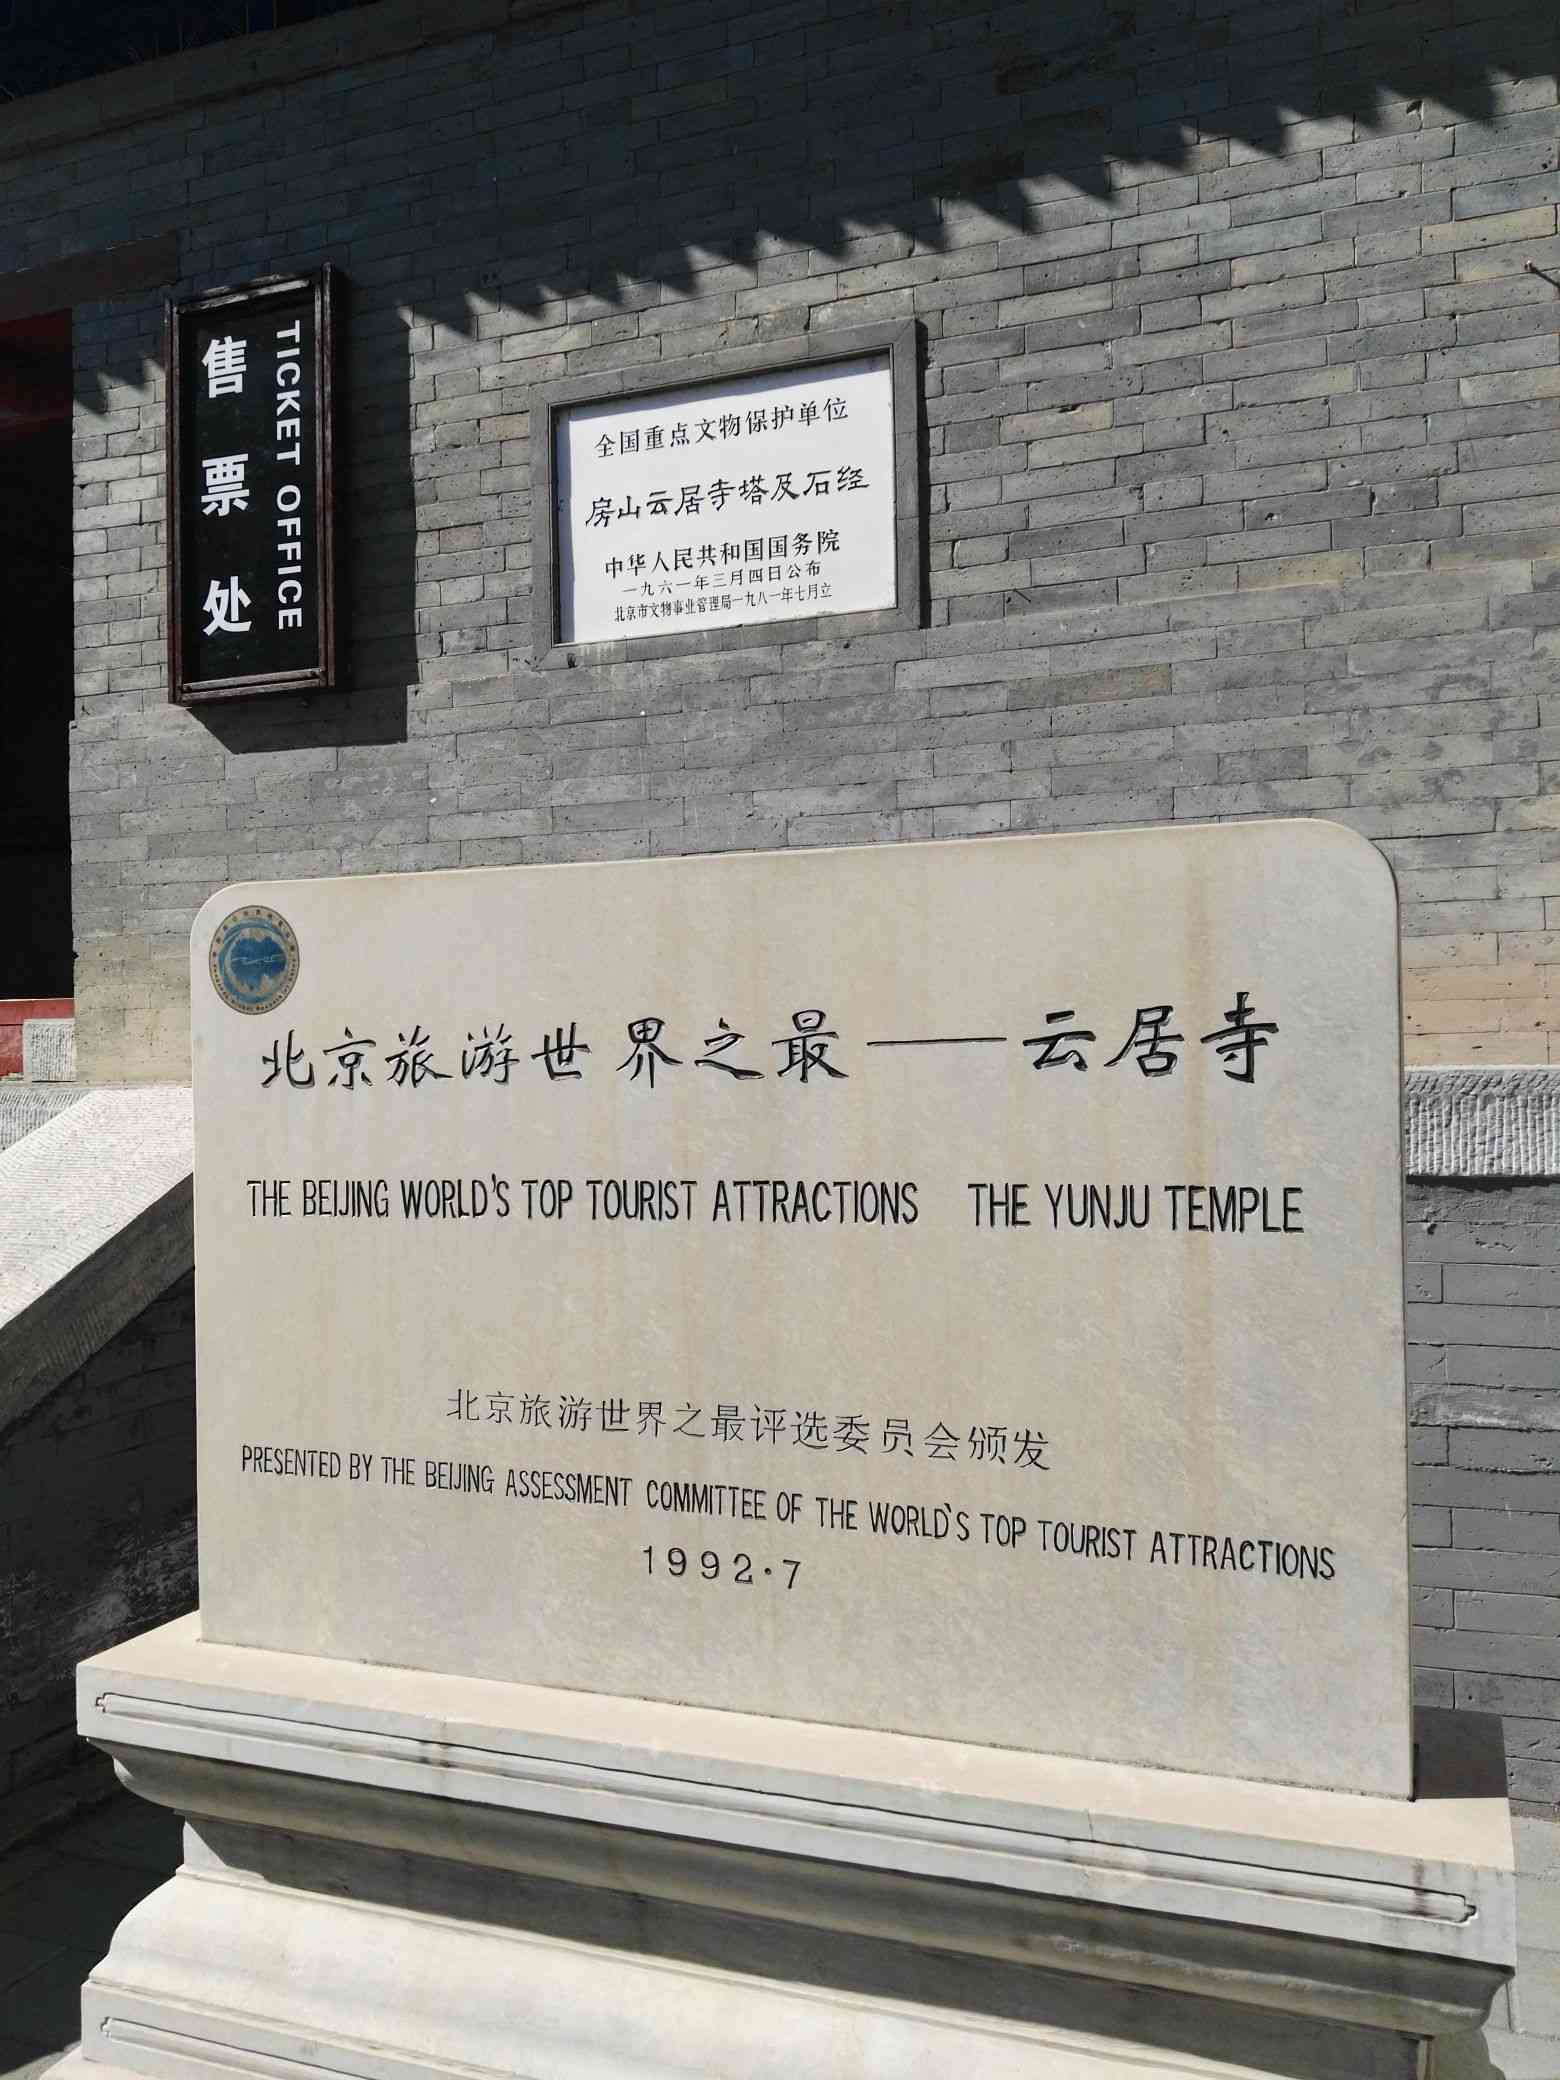 售票处
TICKET OFFICE
全国重点文物保护单位
房山云居寺塔及石经
中华人民共和国国务院
一九六一年三月四日公布
北京市文物事业管理局一九八一年七月立
北京旅游世界之最——云居寺
THE BEIJING WORLD'S TOP TOURIST ATTRACTIONS THE YUNJU TEMPLE
北京旅游世界之最评选委员会颁发
PRESENTED BY THE BEIJING ASSESSMENT COMMITTEE OF THE WORLD'S TOP TOURIST ATTRACTIONS
1992·7